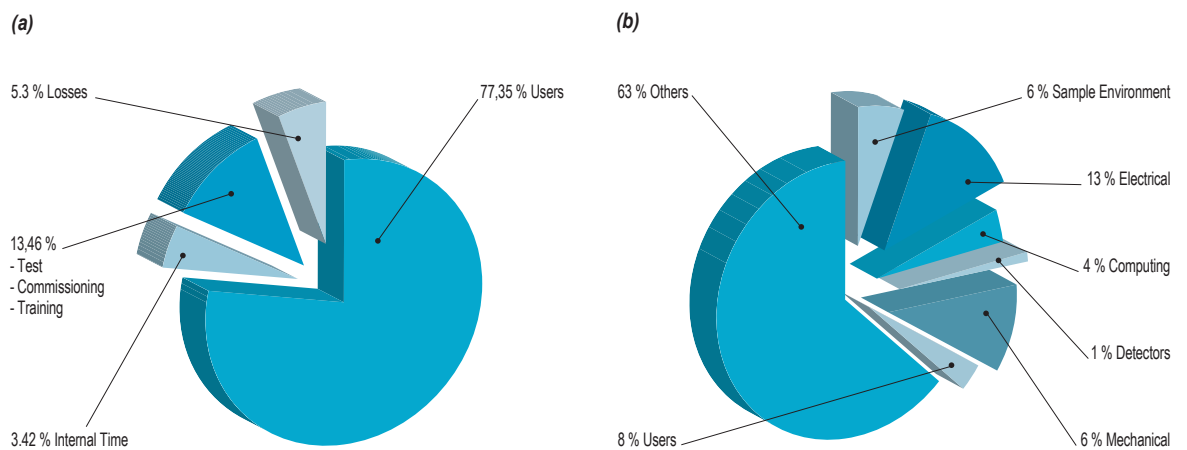 (a)
5.3 % Losses
77,35 % Users
13,46 %
- Test
- Commissioning
- Training
3.42 % Internal Time
(b)
63 % Others
6 % Sample Environment
13 % Electrical
4 % Computing
1 % Detectors
8 % Users
6 % Mechanical